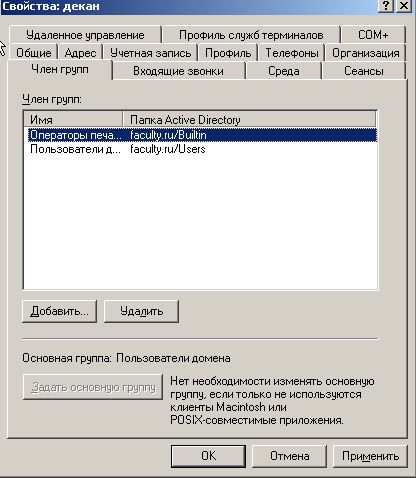 Свойства: декан
Удаленное управление Профиль служб терминалов COM+
Общие Адрес Учетная запись Профиль Телефоны Организация
Член групп Входящие звонки Среда Сеансы
Член групп:
Имя Папка Active Directory
Операторы печа... faculty.ru/Builtin
Пользователи д... faculty.ru/Users
Добавить... Удалить
Основная группа: Пользователи домена
Задать основную группу
Нет необходимости изменять основную
группу, если только не используются
клиенты Macintosh или
POSIX-совместимые приложения.
OK Отмена Применить